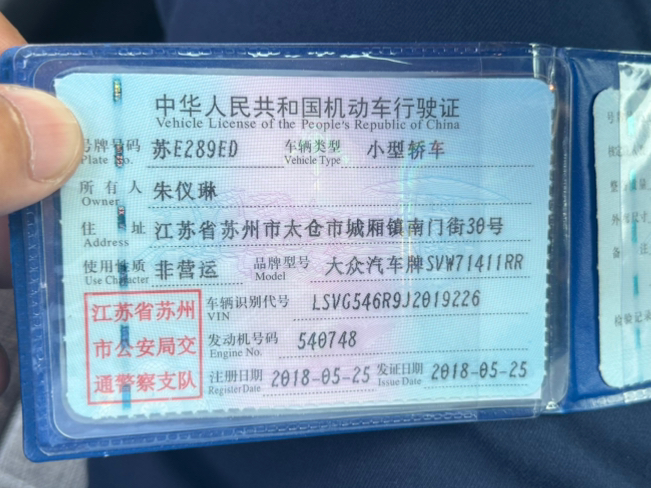 中华人民共和国机动车行驶证
Vehicle License of the People's Republic of China
号牌号码 苏E289ED 车辆类型 小型轿车
Plate No. Vehicle Type
所有人 朱仪琳
Owner
住址 江苏省苏州市太仓市城厢镇南门街30号
Address
使用性质 非营运 品牌型号 大众汽车牌SVW71411RR
Use Character Model
江苏省苏州
市公安局交
通警察支队
车辆识别代号 LSVG546R9J2019226
VIN
发动机号码 540748
Engine No.
注册日期 2018-05-25 发证日期 2018-05-25
Register Date Issue Date
检验记录